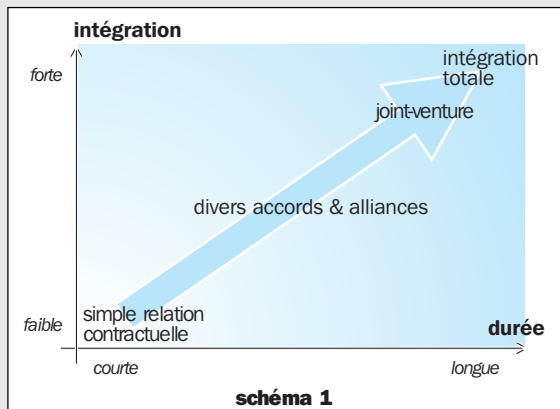 intégration
forte
intégration
totale
joint-venture
divers accords & alliances
faible
simple relation
contractuelle
durée
courte
longue
schéma 1